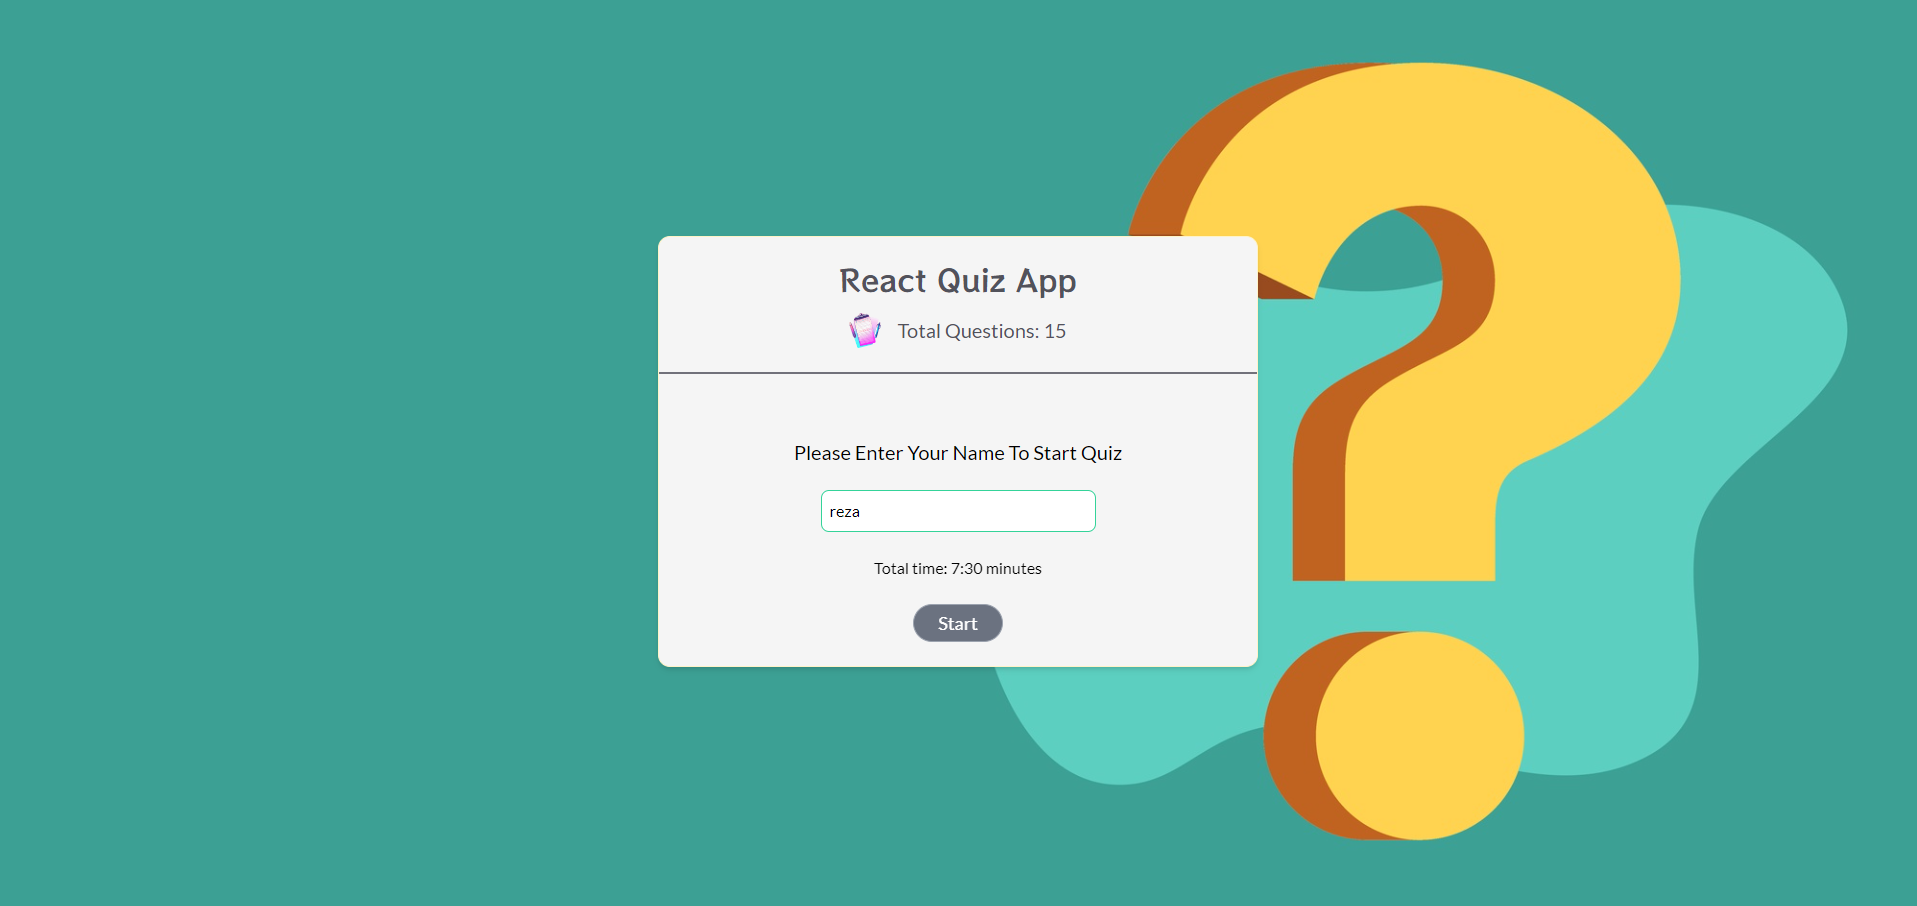 React Quiz App
Total Questions: 15
Please Enter Your Name To Start Quiz
reza
Total time: 7:30 minutes
Start